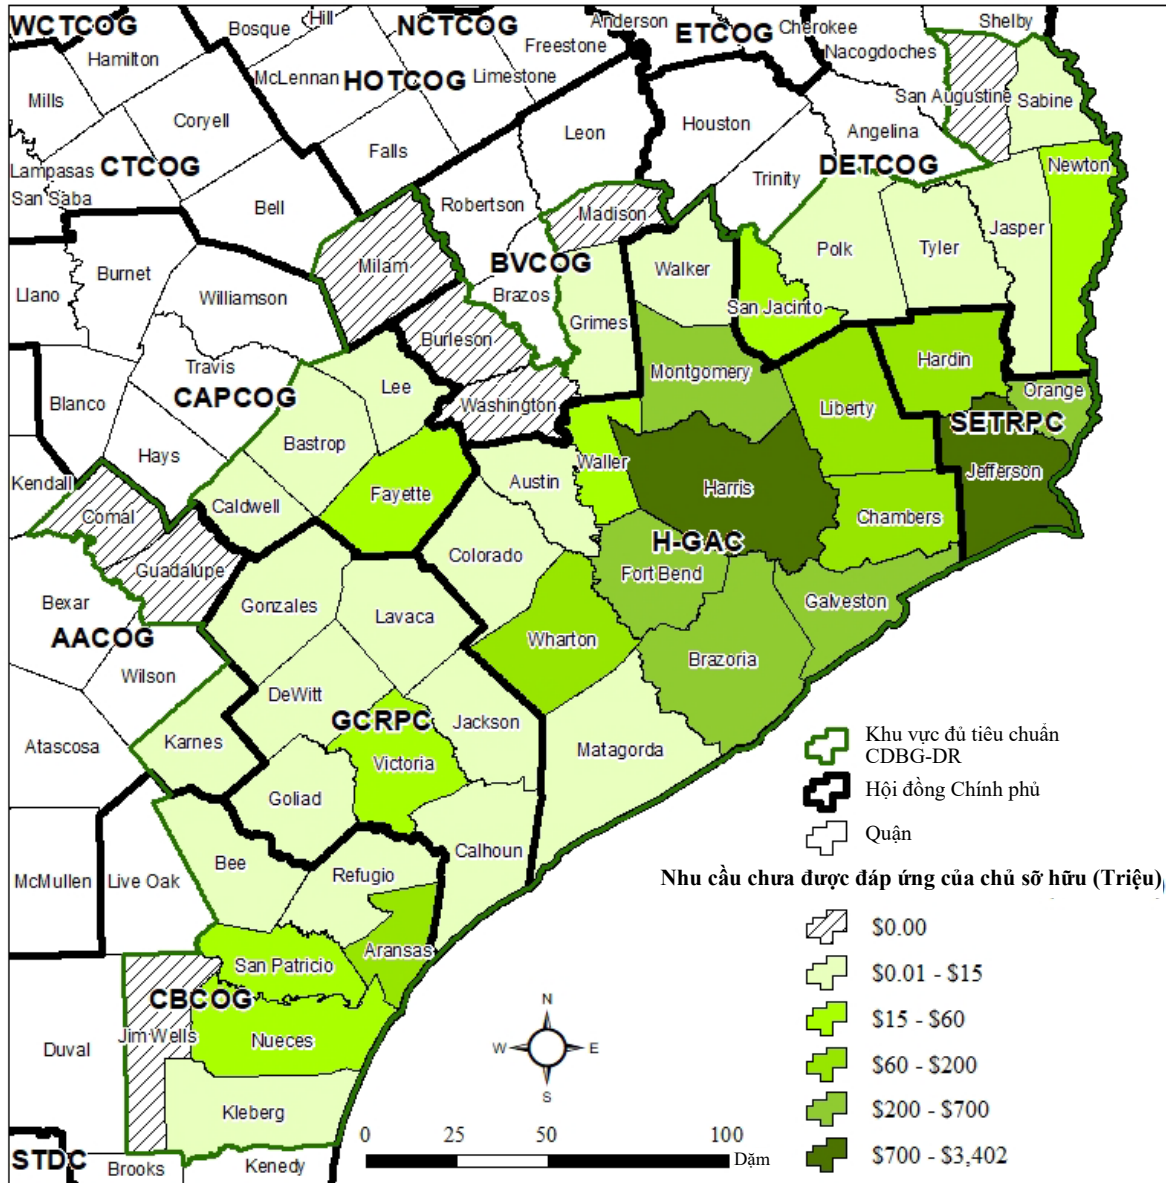 WCTCOG
Hill
Bosque
NCTCOG
Anderson
ETCOG
Cherokee
Shelby
Hamilton
Freestone
Nacogdoches
McLennan
HOTCOG
Limestone
Mills
San Augustine
Sabine
Coryell
Leon
Houston
Angelina
Falls
Lampasas
CTCOG
DETCOG
Newton
San Saba
Trinity
Bell
Robertson
Madison
Jasper
Polk
Tyler
Milam
BVCOG
Walker
Burnet
Llano
Williamson
Brazos
San Jacinto
Grimes
Burleson
Hardin
Travis
Montgomery
Lee
Orange
CAPCOG
Blanco
Washington
Liberty
SETRPC
Bastrop
Hays
Waller
Jefferson
Kendall
Austin
Fayette
Harris
Caldwell
Comal
Chambers
H-GAC
Colorado
Guadalupe
Fort Bend
Bexar
Gonzales
Galveston
Lavaca
AACOG
Wharton
Brazoria
Wilson
DeWitt
GCRPC
Jackson
Atascosa
Karnes
Matagorda
Victoria
Goliad
Calhoun
Bee
Refugio
McMullen
Live Oak
Aransas
San Patricio
CBCOG
Jim Wells
Nueces
Duval
Kleberg
STDC
Brooks
Kenedy
N
W
E
S
0
25
50
100
Dặm
Khu vực đủ tiêu chuẩn
CDBG-DR
Hội đồng Chính phủ
Quận
Nhu cầu chưa được đáp ứng của chủ sỡ hữu (Triệu)
$0.00
$0.01 - $15
$15 - $60
$60 - $200
$200 - $700
$700 - $3,402